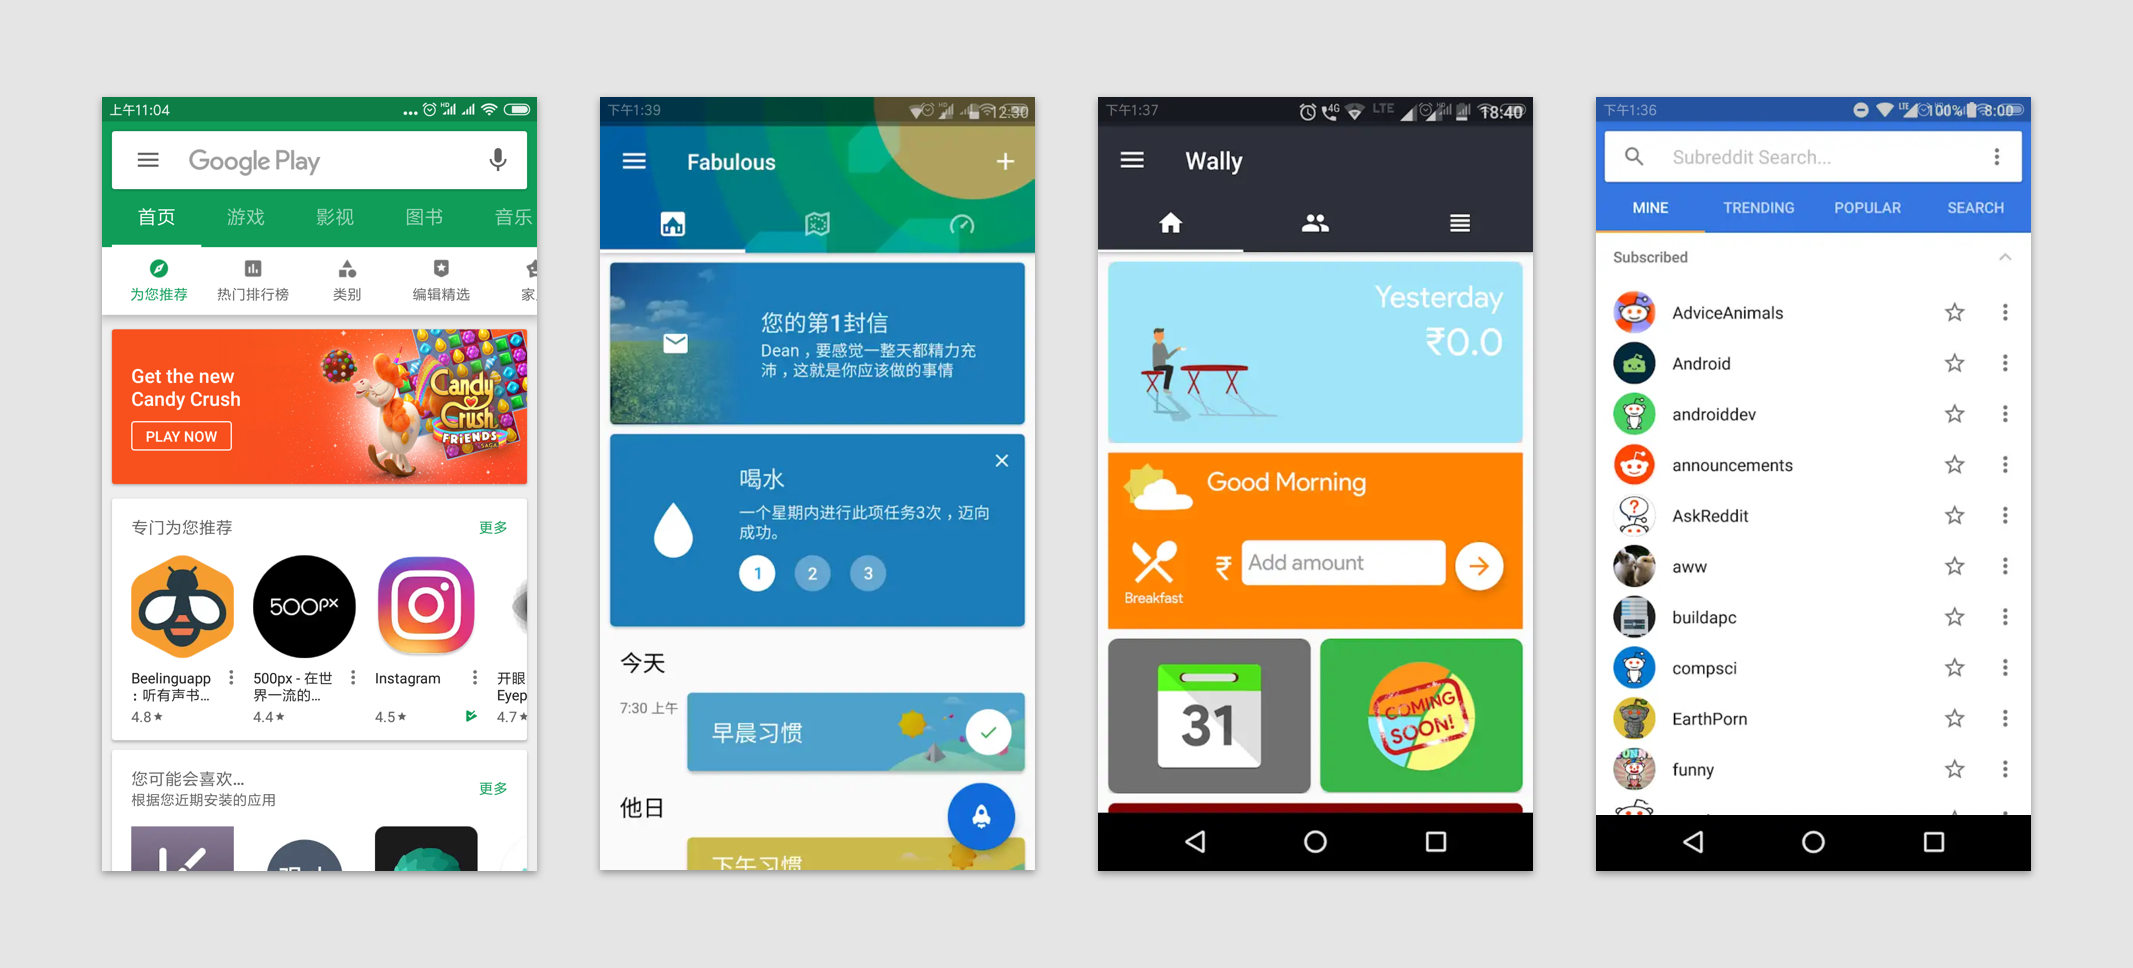 上午11:04
Google Play
首页 游戏 影视 图书 音乐
为您推荐 热门排行榜 类别 编辑精选 家
Get the new
Candy Crush
PLAY NOW
Candy
Crush
FRIENDS
SAGA
专门为您推荐 更多
500px
Beelinguapp
：听有声书...
4.8★
500px - 在世
界一流的...
4.4★
Instagram
4.5★
开眼
Eyep
4.7★
您可能会喜欢...
根据您近期安装的应用
更多
下午1:39 12:30
Fabulous
您的第1封信
Dean，要感觉一整天都精力充
沛，这就是你应该做的事情
喝水
一个星期内进行此项任务3次，迈向
成功。
1 2 3
今天
7:30 上午
早晨习惯
他日
下午习惯
下午1:37 4G LTE 18:40
Wally
Yesterday
₹0.0
Good Morning
Breakfast
₹ Add amount
31
COMING
SOON!
下午1:36 LTE 100% 8:00
Subreddit Search...
MINE TRENDING POPULAR SEARCH
Subscribed
AdviceAnimals
Android
androiddev
announcements
AskReddit
aww
buildapc
compsci
EarthPorn
funny